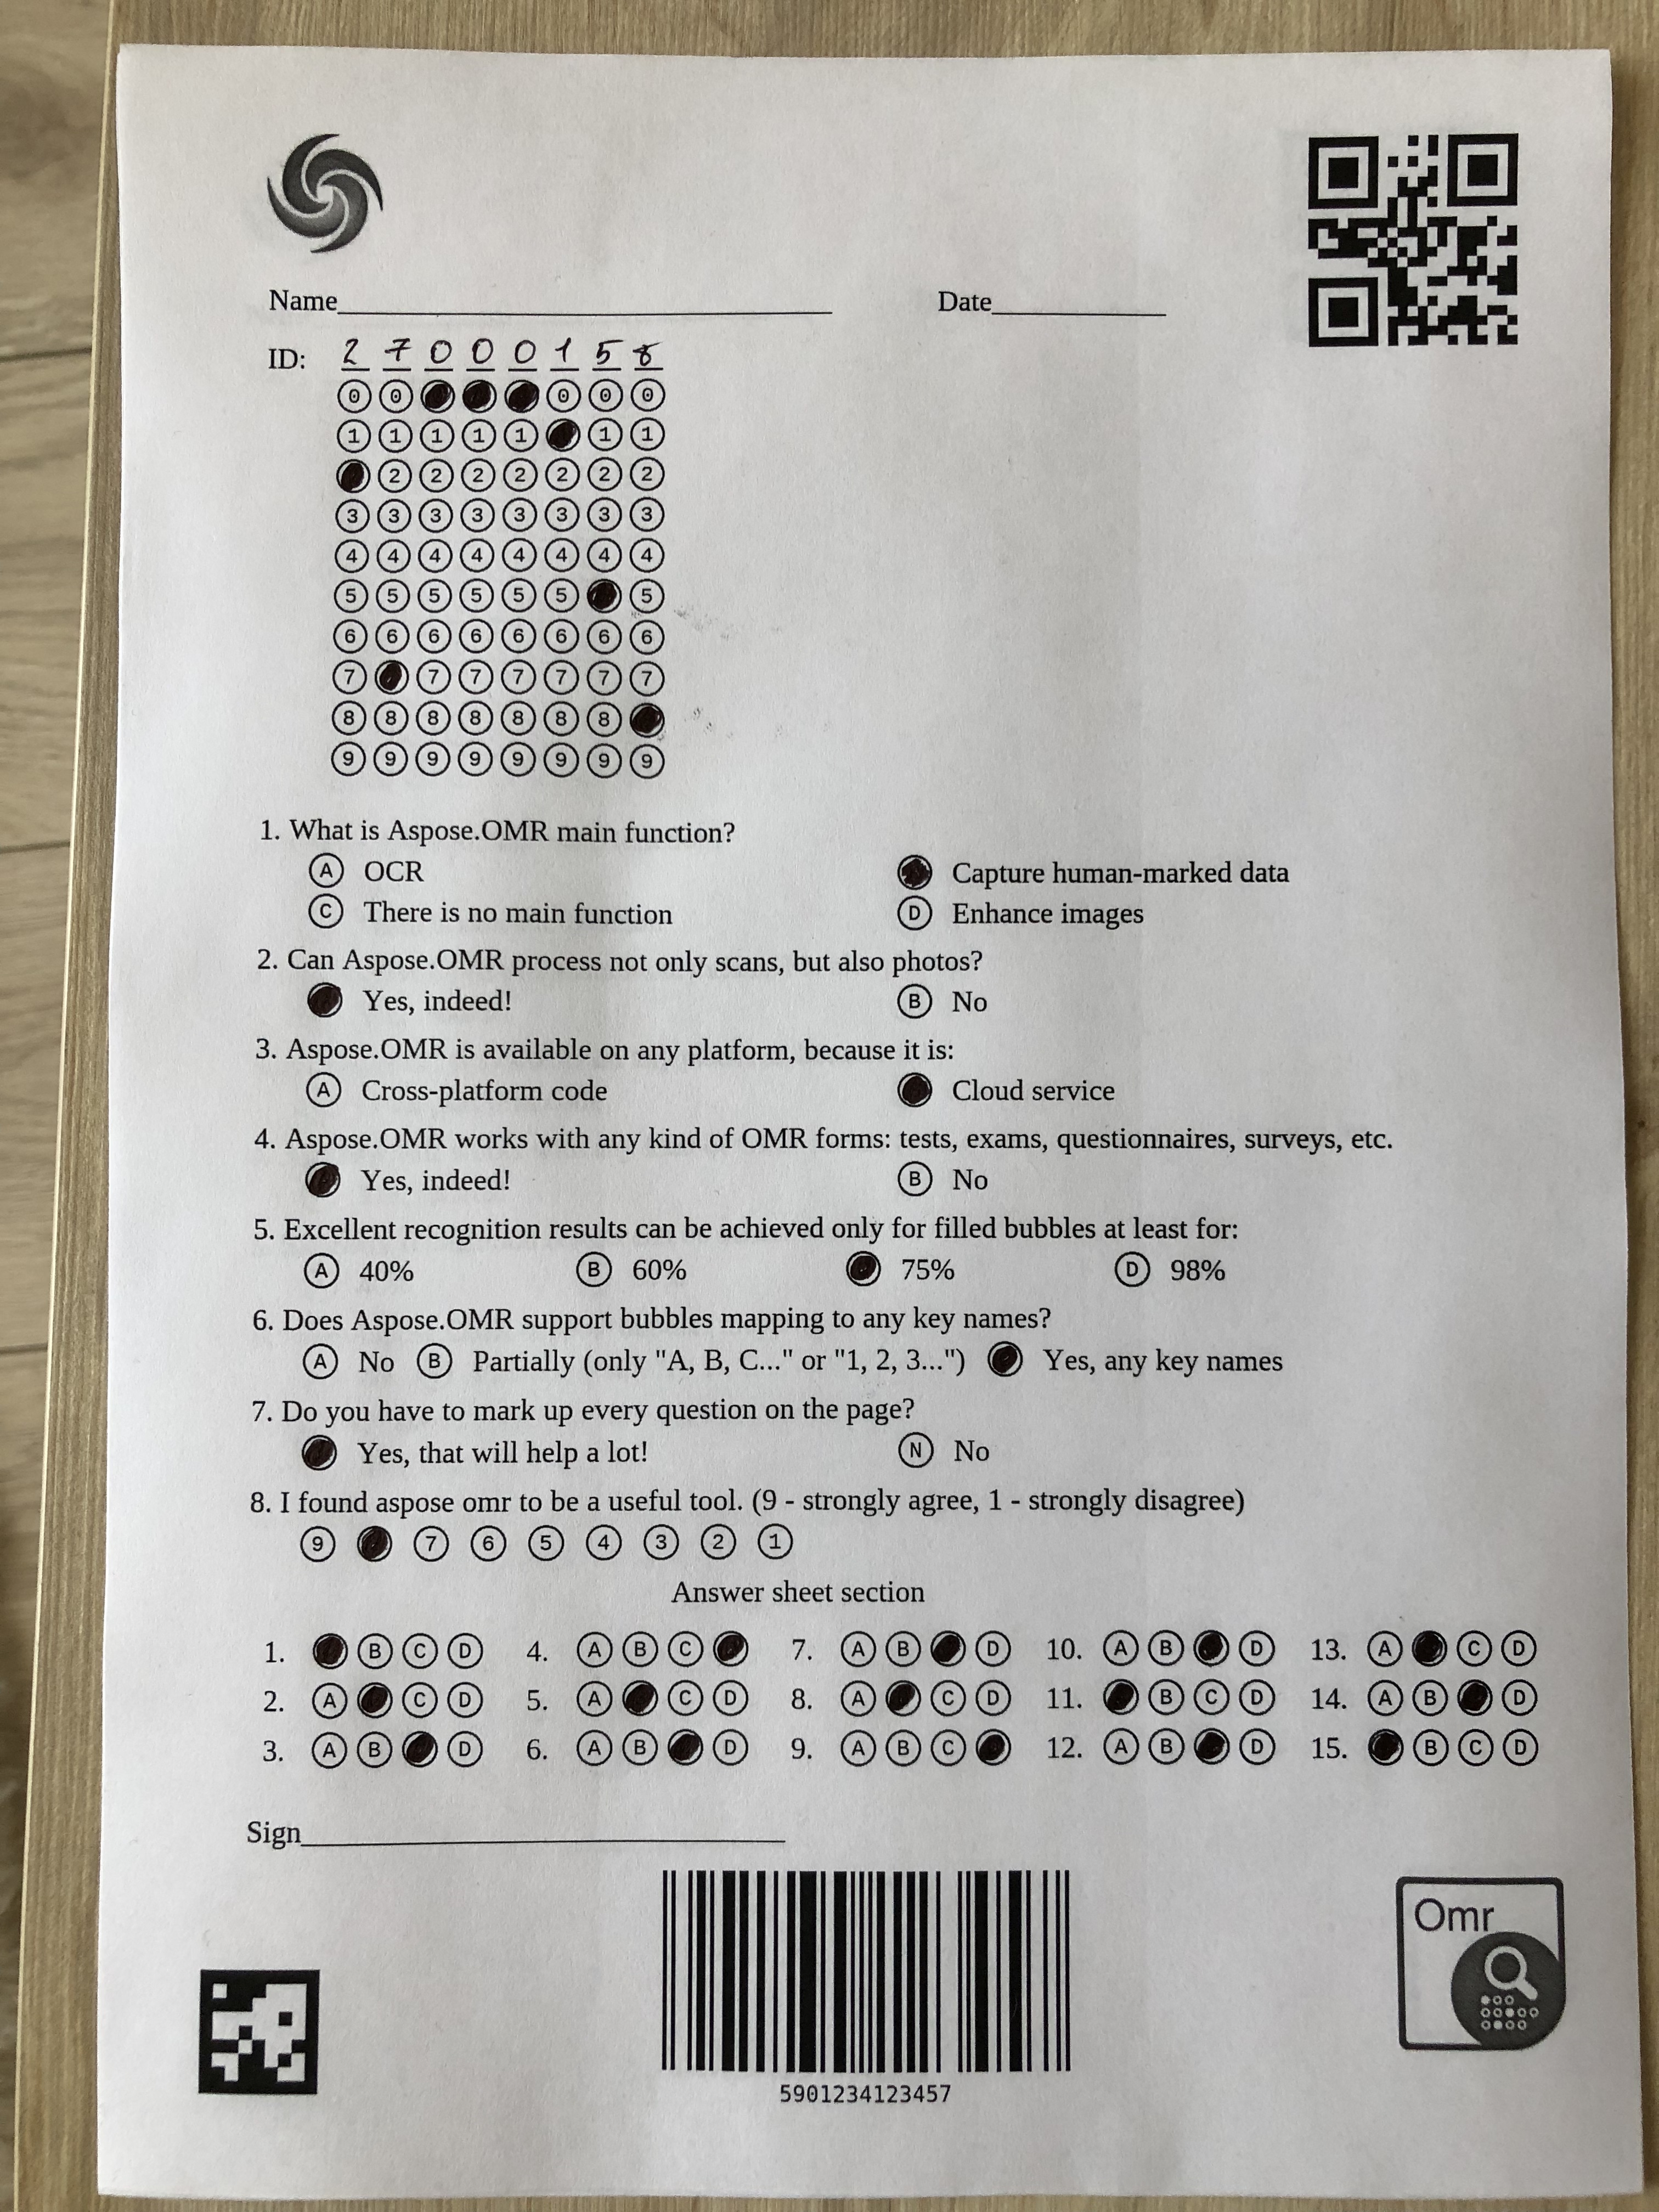 Name
Date
ID: 2 7 0 0 0 1 5 8
0 0 0 0 0
1 1 1 1 1 1 1
2 2 2 2 2 2 2
3 3 3 3 3 3 3 3
4 4 4 4 4 4 4 4
5 5 5 5 5 5 5
6 6 6 6 6 6 6 6
7 7 7 7 7 7 7
8 8 8 8 8 8 8
9 9 9 9 9 9 9 9
1. What is Aspose.OMR main function?
A OCR Capture human-marked data
C There is no main function D Enhance images
2. Can Aspose.OMR process not only scans, but also photos?
Yes, indeed! B No
3. Aspose.OMR is available on any platform, because it is:
A Cross-platform code Cloud service
4. Aspose.OMR works with any kind of OMR forms: tests, exams, questionnaires, surveys, etc.
Yes, indeed! B No
5. Excellent recognition results can be achieved only for filled bubbles at least for:
A 40% B 60% 75% D 98%
6. Does Aspose.OMR support bubbles mapping to any key names?
A No B Partially (only "A, B, C..." or "1, 2, 3...") Yes, any key names
7. Do you have to mark up every question on the page?
Yes, that will help a lot! N No
8. I found aspose omr to be a useful tool. (9 - strongly agree, 1 - strongly disagree)
9 7 6 5 4 3 2 1
Answer sheet section
1. B C D 4. A B C 7. A B D 10. A B D 13. A C D
2. A C D 5. A C D 8. A C D 11. B C D 14. A B D
3. A B D 6. A B D 9. A B C 12. A B D 15. B C D
Sign
Omr
5901234123457